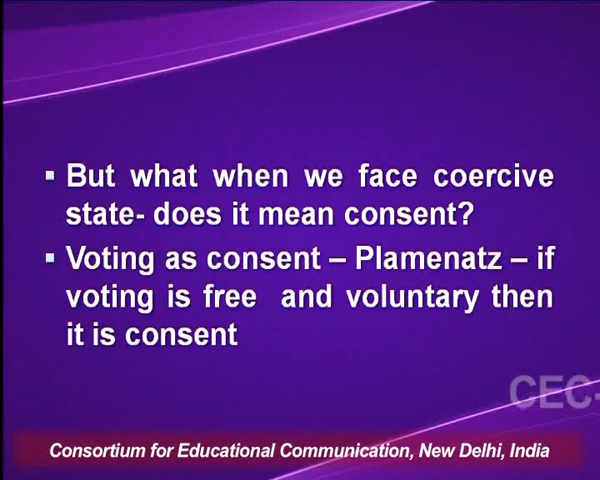 ▪ But what when we face coercive
state- does it mean consent?
▪ Voting as consent – Plamenatz – if
voting is free and voluntary then
it is consent
CEC-
Consortium for Educational Communication, New Delhi, India